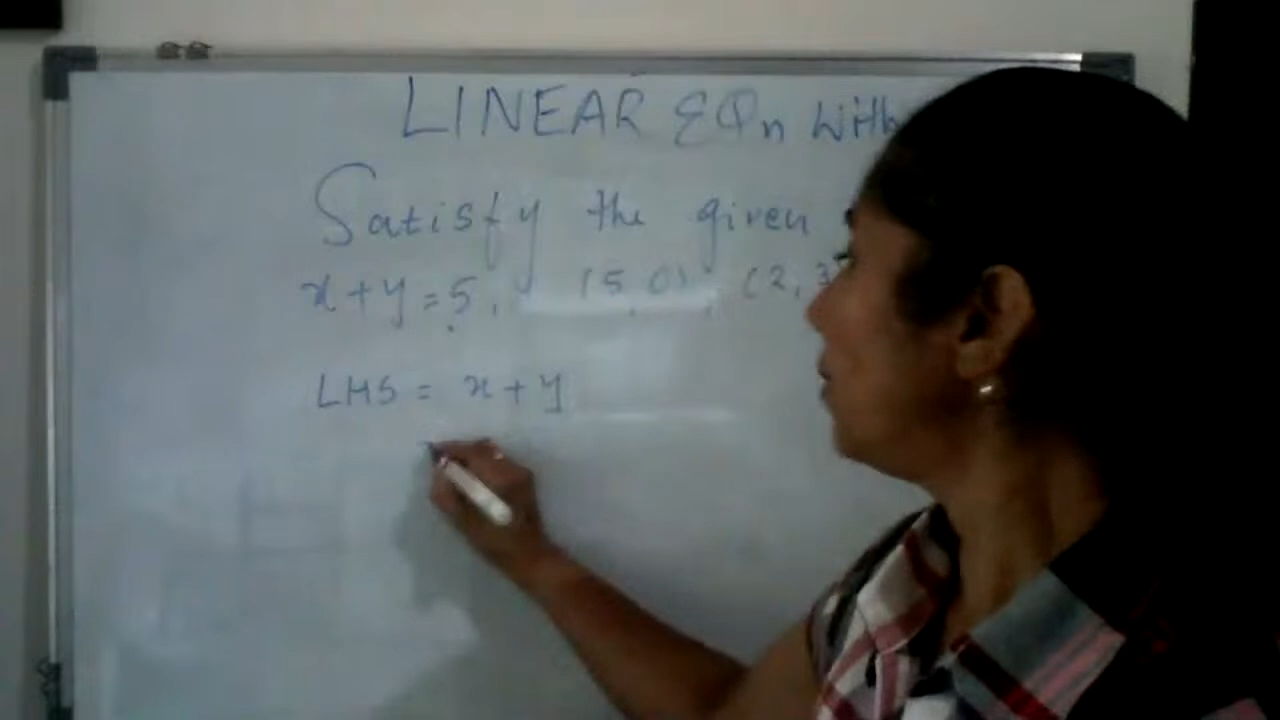 LINEAR EQn With
Satisfy the given
x+y=5, (5,0), (2,3
LHS = x+y